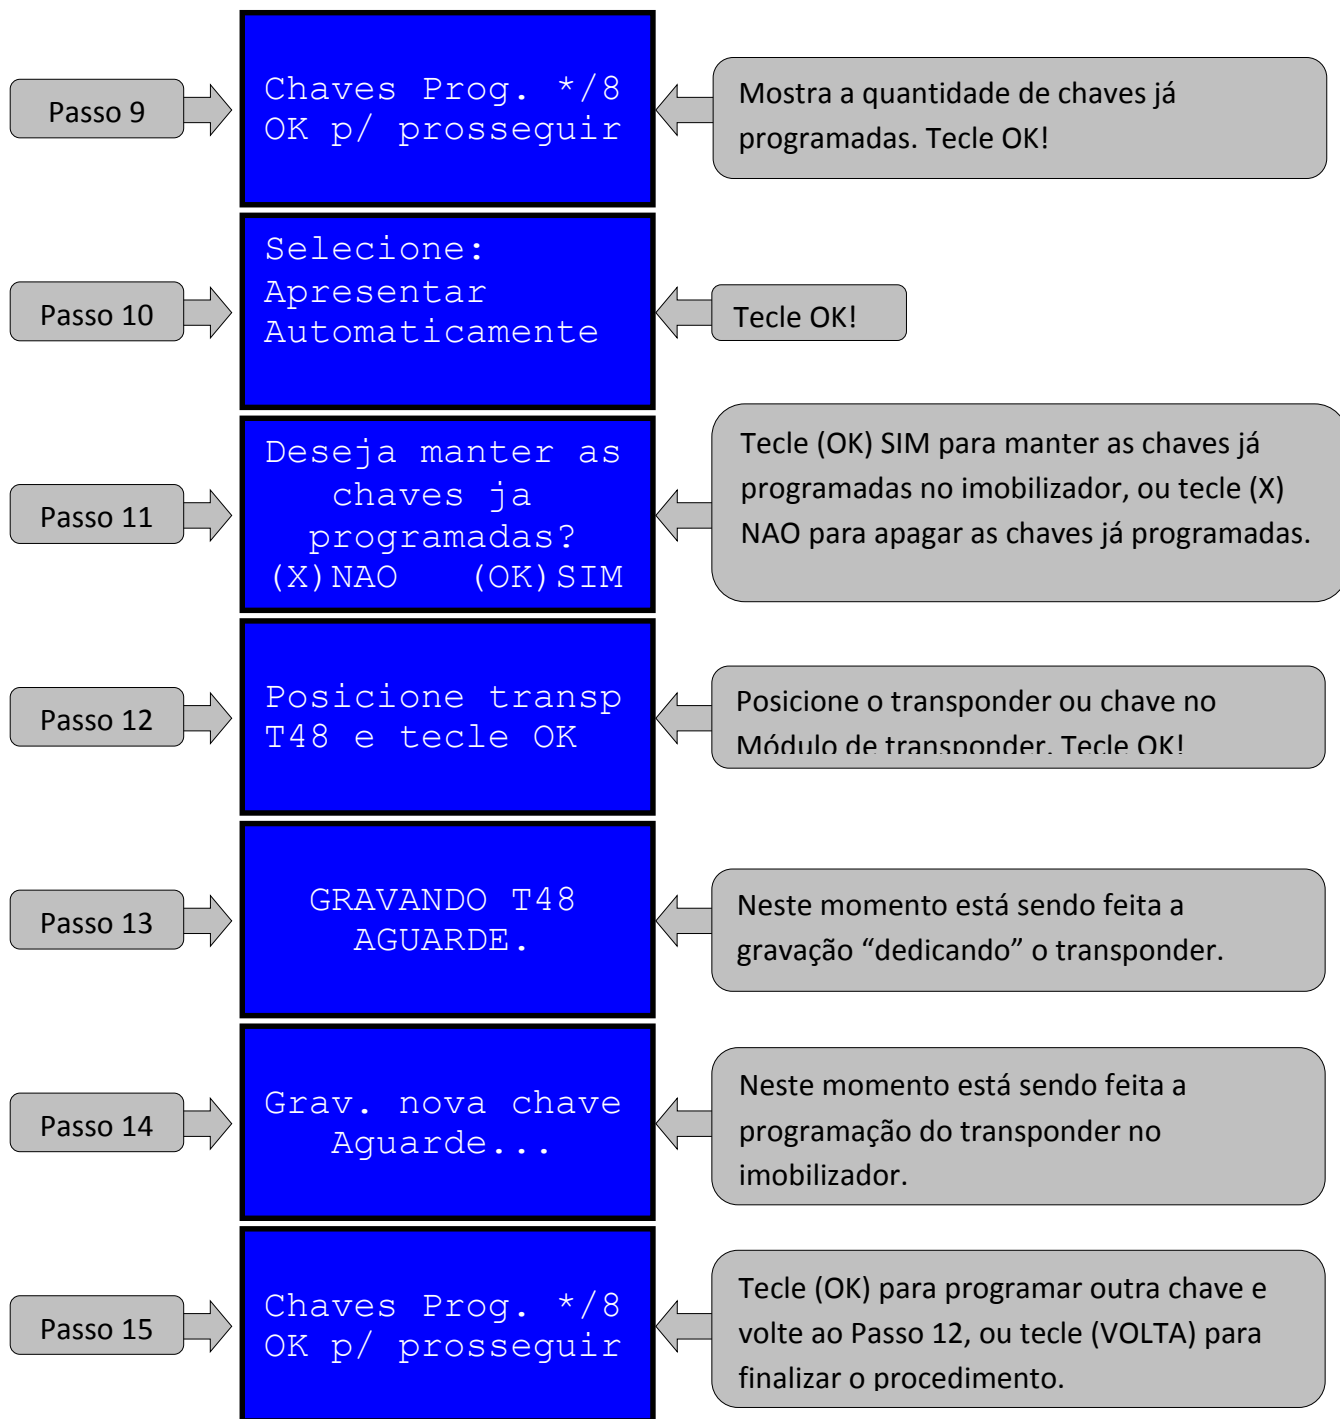 Passo 9
Chaves Prog. */8
OK p/ prosseguir
Mostra a quantidade de chaves já
programadas. Tecle OK!
Passo 10
Selecione:
Apresentar
Automaticamente
Tecle OK!
Passo 11
Deseja manter as
chaves ja
programadas?
(X)NAO (OK)SIM
Tecle (OK) SIM para manter as chaves já
programadas no imobilizador, ou tecle (X)
NAO para apagar as chaves já programadas.
Passo 12
Posicione transp
T48 e tecle OK
Posicione o transponder ou chave no
Módulo de transponder. Tecle OK!
Passo 13
GRAVANDO T48
AGUARDE.
Neste momento está sendo feita a
gravação “dedicando” o transponder.
Passo 14
Grav. nova chave
Aguarde...
Neste momento está sendo feita a
programação do transponder no
imobilizador.
Passo 15
Chaves Prog. */8
OK p/ prosseguir
Tecle (OK) para programar outra chave e
volte ao Passo 12, ou tecle (VOLTA) para
finalizar o procedimento.